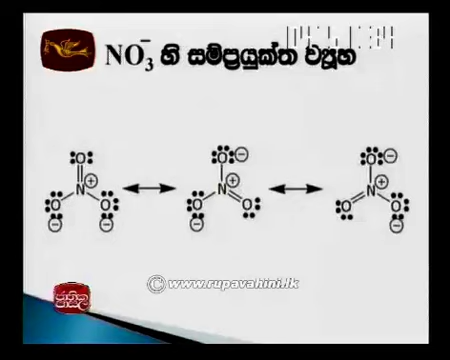 NO₃⁻ හි සම්ප්‍රයුක්ත ව්‍යූහ
O O O
N N N
O O O O O O
© www.rupavahini.lk
ජාතික